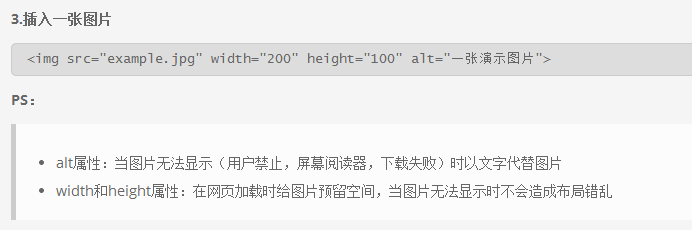 3.插入一张图片
<img src="example.jpg" width="200" height="100" alt="一张演示图片">
PS：
alt属性：当图片无法显示（用户禁止，屏幕阅读器，下载失败）时以文字代替图片
width和height属性：在网页加载时给图片预留空间，当图片无法显示时不会造成布局错乱